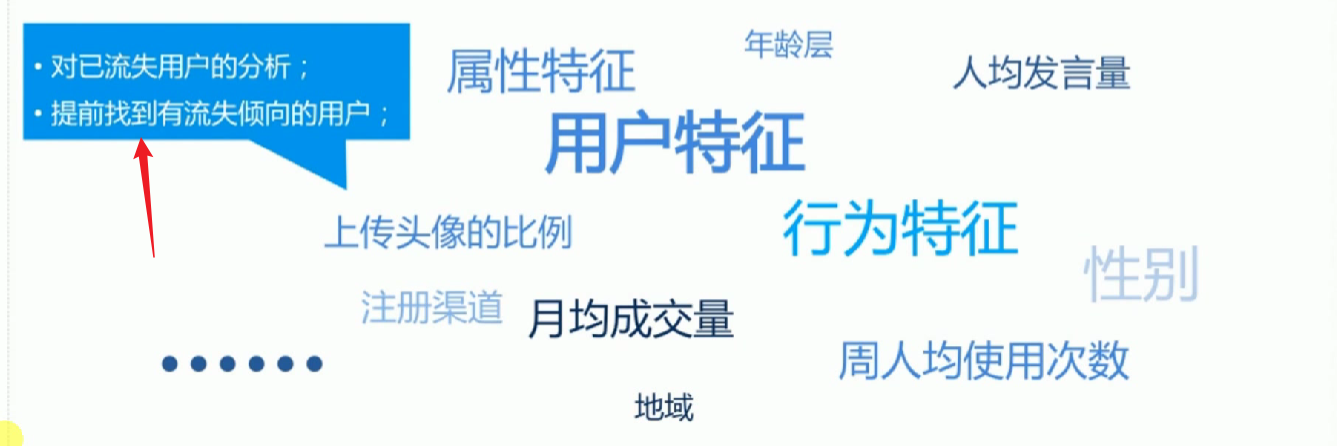 • 对已流失用户的分析；
• 提前找到有流失倾向的用户；
属性特征
年龄层
人均发言量
用户特征
上传头像的比例
行为特征
性别
注册渠道
月均成交量
周人均使用次数
••••••
地域